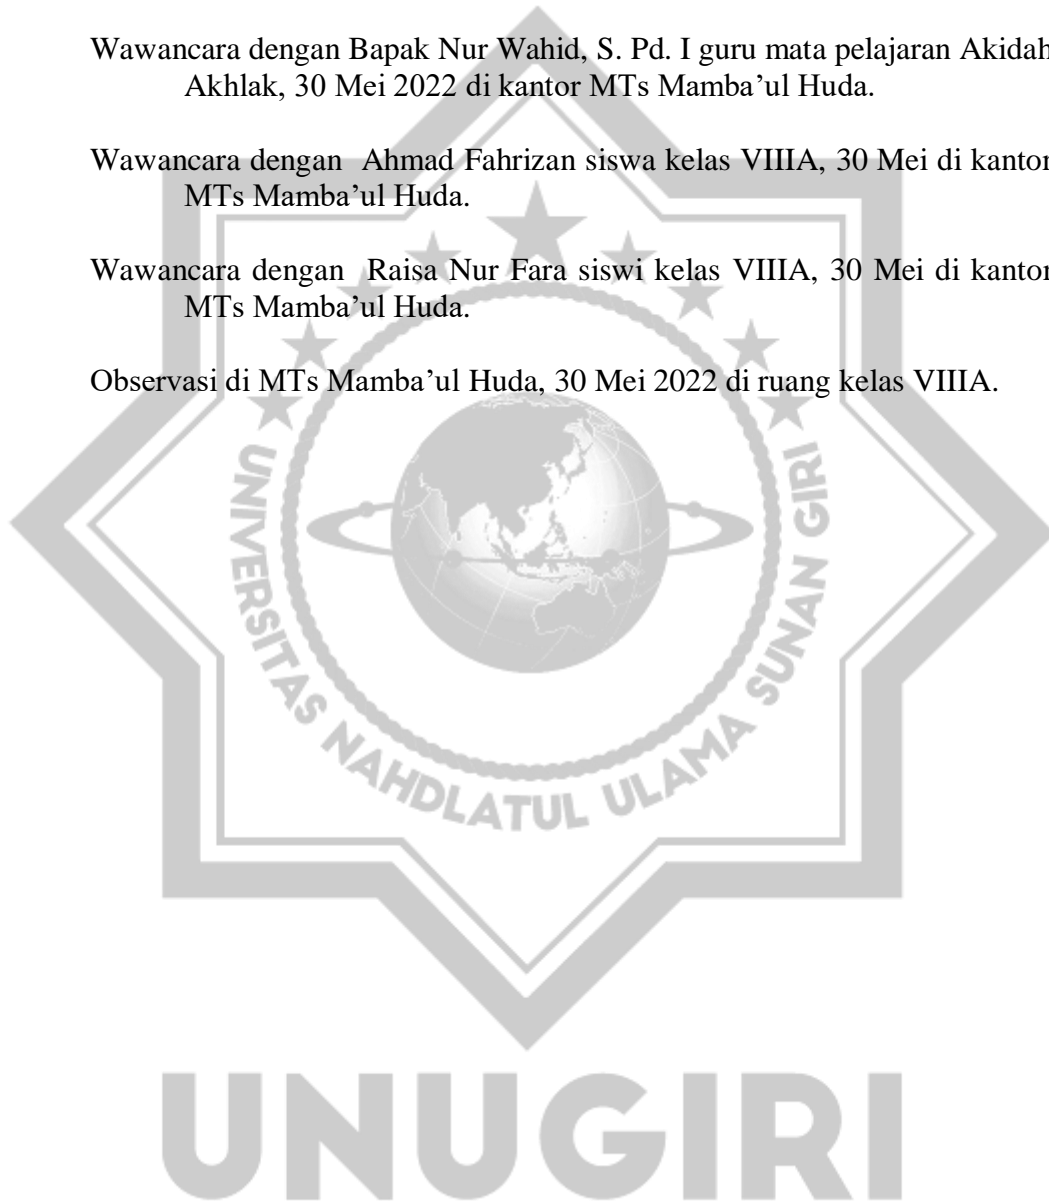 Wawancara dengan Bapak Nur Wahid, S. Pd. I guru mata pelajaran Akidah
Akhlak, 30 Mei 2022 di kantor MTs Mamba’ul Huda.
Wawancara dengan  Ahmad Fahrizan siswa kelas VIIIA, 30 Mei di kantor
MTs Mamba’ul Huda.
Wawancara dengan  Raisa Nur Fara siswi kelas VIIIA, 30 Mei di kantor
MTs Mamba’ul Huda.
Observasi di MTs Mamba’ul Huda, 30 Mei 2022 di ruang kelas VIIIA.
UNIVERSITAS NAHDLATUL ULAMA SUNAN GIRI
UNUGIRI